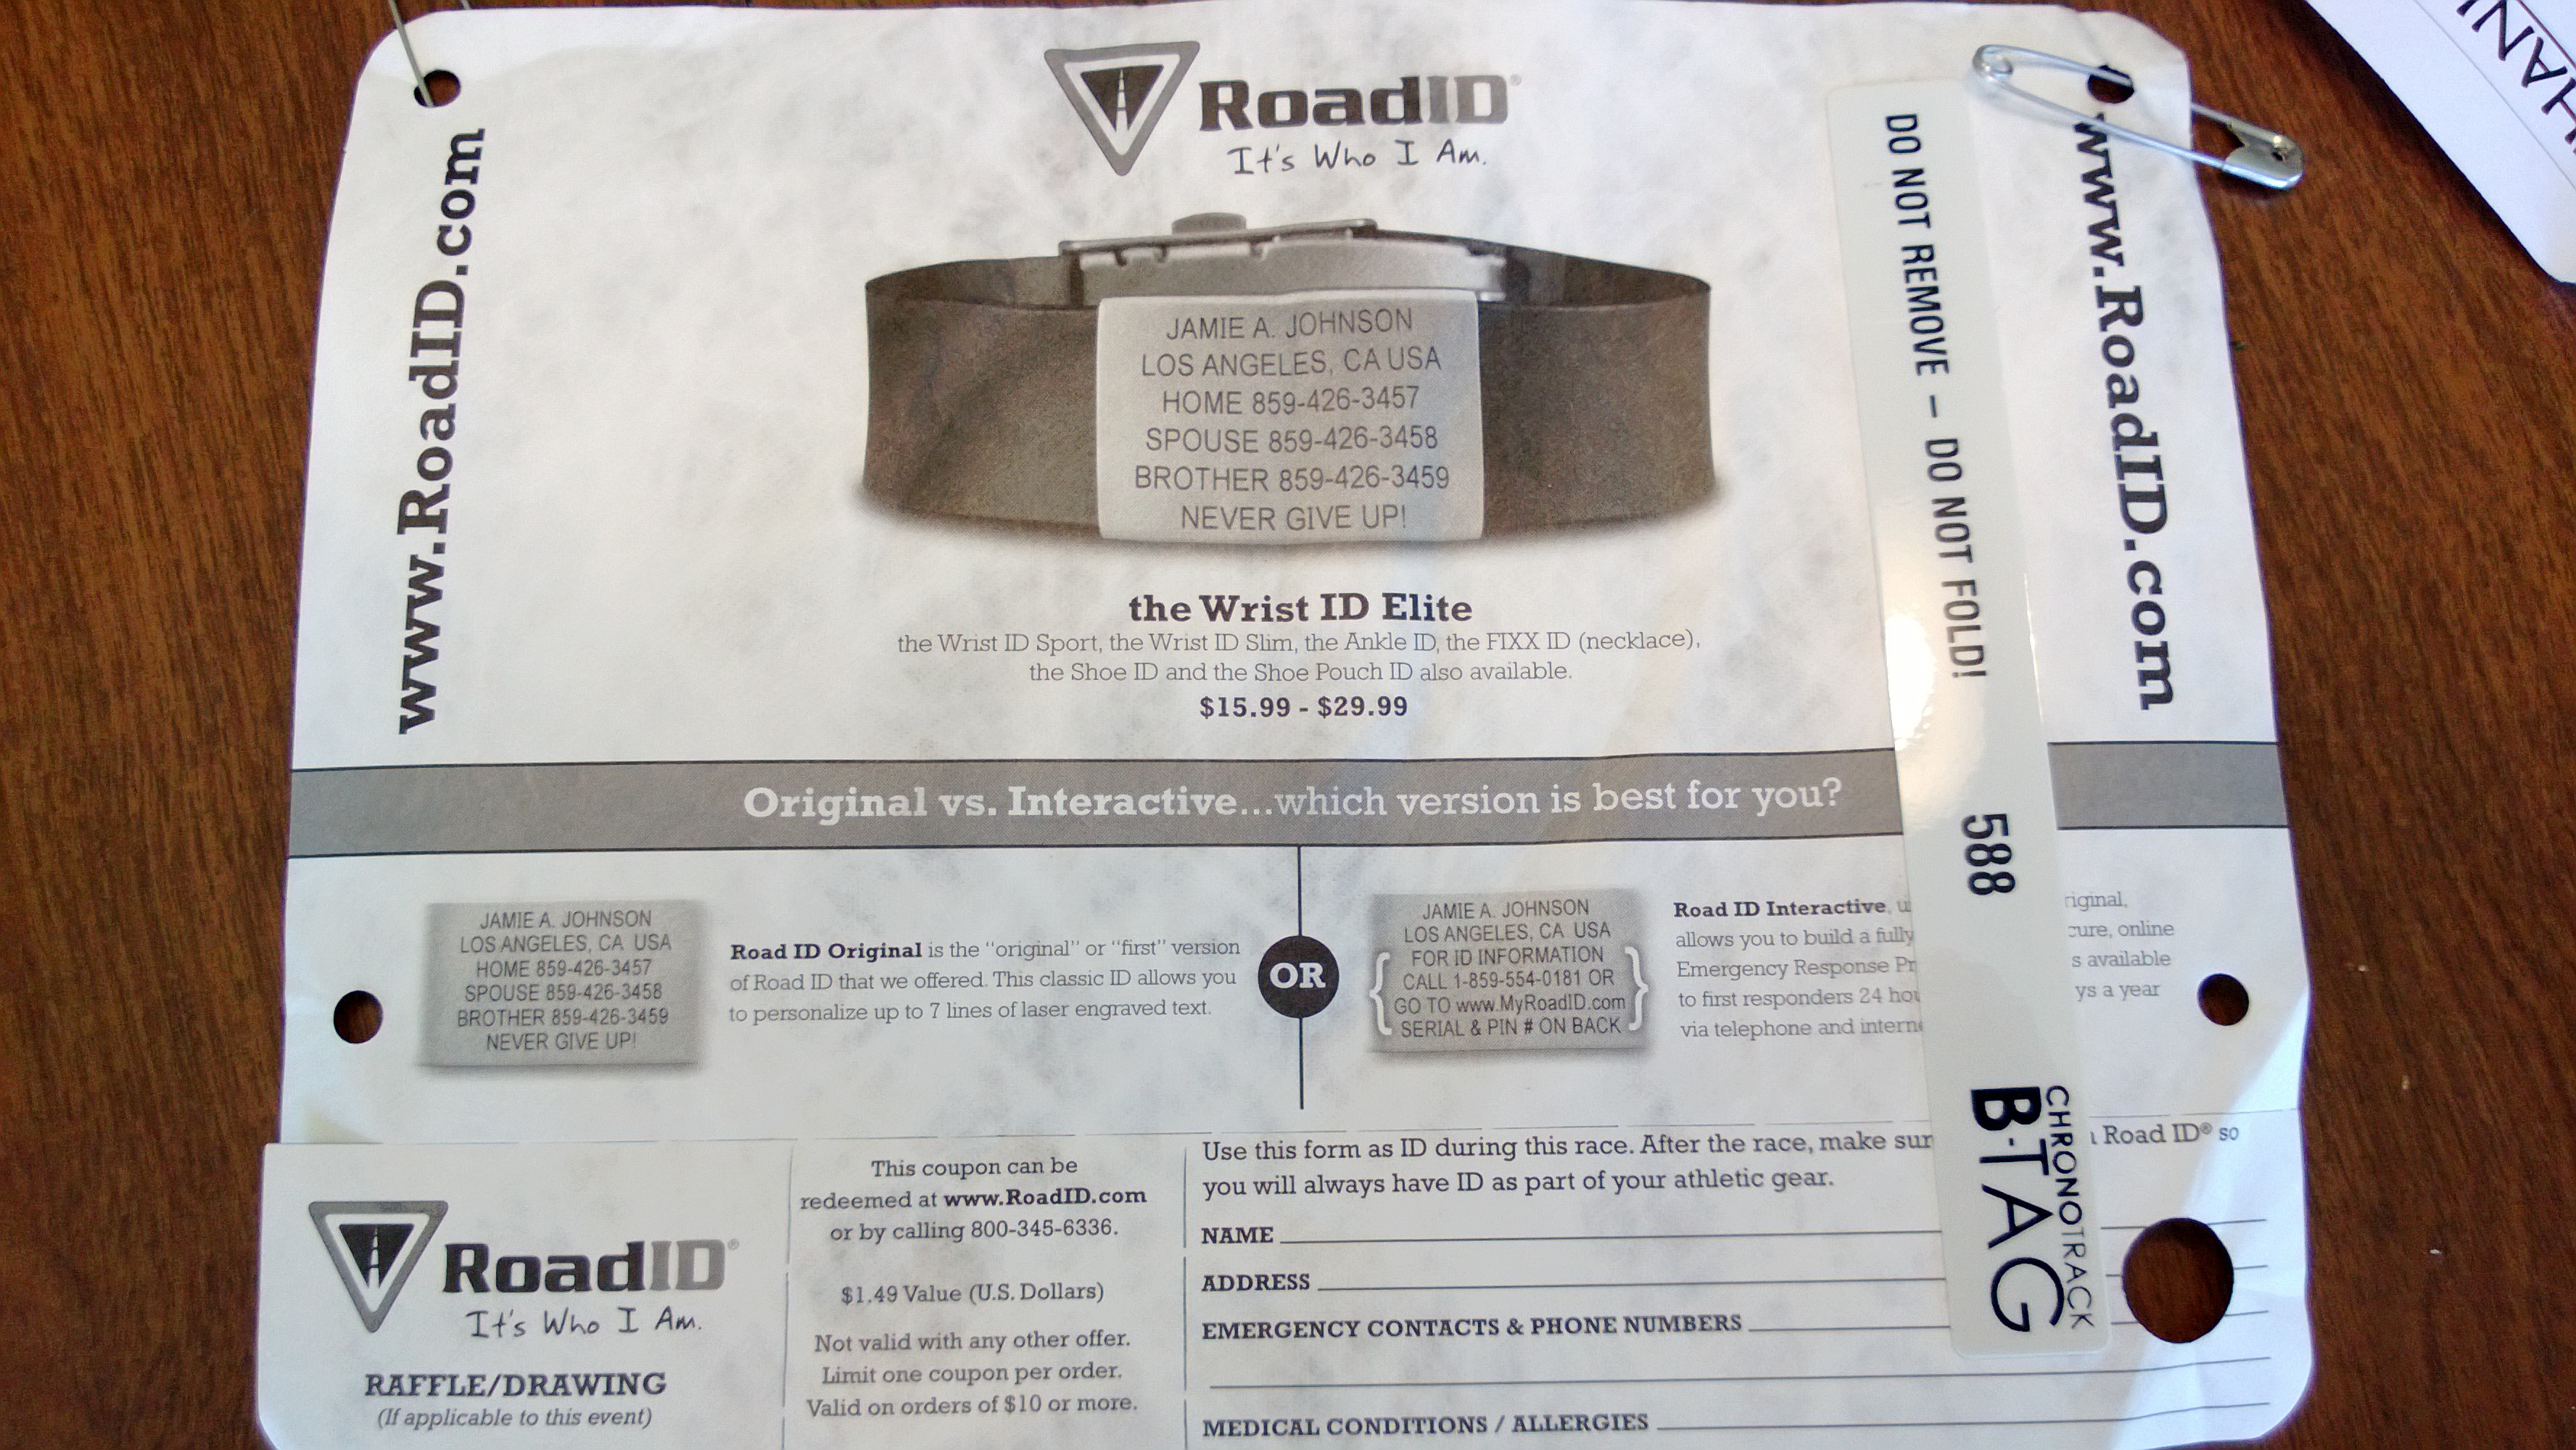 RoadID®
It's Who I Am.
www.RoadID.com
www.RoadID.com
JAMIE A. JOHNSON
LOS ANGELES, CA USA
HOME 859-426-3457
SPOUSE 859-426-3458
BROTHER 859-426-3459
NEVER GIVE UP!
the Wrist ID Elite
the Wrist ID Sport, the Wrist ID Slim, the Ankle ID, the FIXX ID (necklace),
the Shoe ID and the Shoe Pouch ID also available.
$15.99 - $29.99
DO NOT REMOVE – DO NOT FOLD!
588
CHRONOTRACK
B-TAG
Original vs. Interactive...which version is best for you?
JAMIE A. JOHNSON
LOS ANGELES, CA USA
HOME 859-426-3457
SPOUSE 859-426-3458
BROTHER 859-426-3459
NEVER GIVE UP!
Road ID Original is the "original" or "first" version
of Road ID that we offered. This classic ID allows you
to personalize up to 7 lines of laser engraved text.
OR
JAMIE A. JOHNSON
LOS ANGELES, CA USA
FOR ID INFORMATION
CALL 1-859-554-0181 OR
GO TO www.MyRoadID.com
SERIAL & PIN # ON BACK
Road ID Interactive,
allows you to build a fully online
Emergency Response available
to first responders 24 a year
via telephone and
RoadID®
It's Who I Am.
RAFFLE/DRAWING
(If applicable to this event)
This coupon can be
redeemed at www.RoadID.com
or by calling 800-345-6336.
$1.49 Value (U.S. Dollars)
Not valid with any other offer.
Limit one coupon per order.
Valid on orders of $10 or more.
Use this form as ID during this race. After the race, make Road ID® so
you will always have ID as part of your athletic gear.
NAME
ADDRESS
EMERGENCY CONTACTS & PHONE NUMBERS
MEDICAL CONDITIONS / ALLERGIES